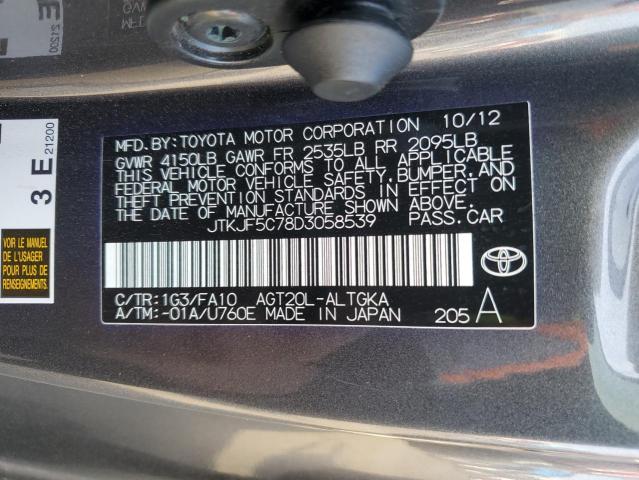 MFD.BY:TOYOTA MOTOR CORPORATION 10/12
GVWR 4150LB GAWR FR 2535LB RR 2095LB
THIS VEHICLE CONFORMS TO ALL APPLICABLE
FEDERAL MOTOR VEHICLE SAFETY,BUMPER,AND
THEFT PREVENTION STANDARDS IN EFFECT ON
THE DATE OF MANUFACTURE SHOWN ABOVE.
JTKJF5C78D3058539 PASS.CAR
C/TR:1G3/FA10 AGT20L-ALTGKA
A/TM:-01A/U760E MADE IN JAPAN 205 A
3 E 21200
VOIR LE MANUEL
DE L'USAGER
POUR PLUS DE
RENSEIGNEMENTS